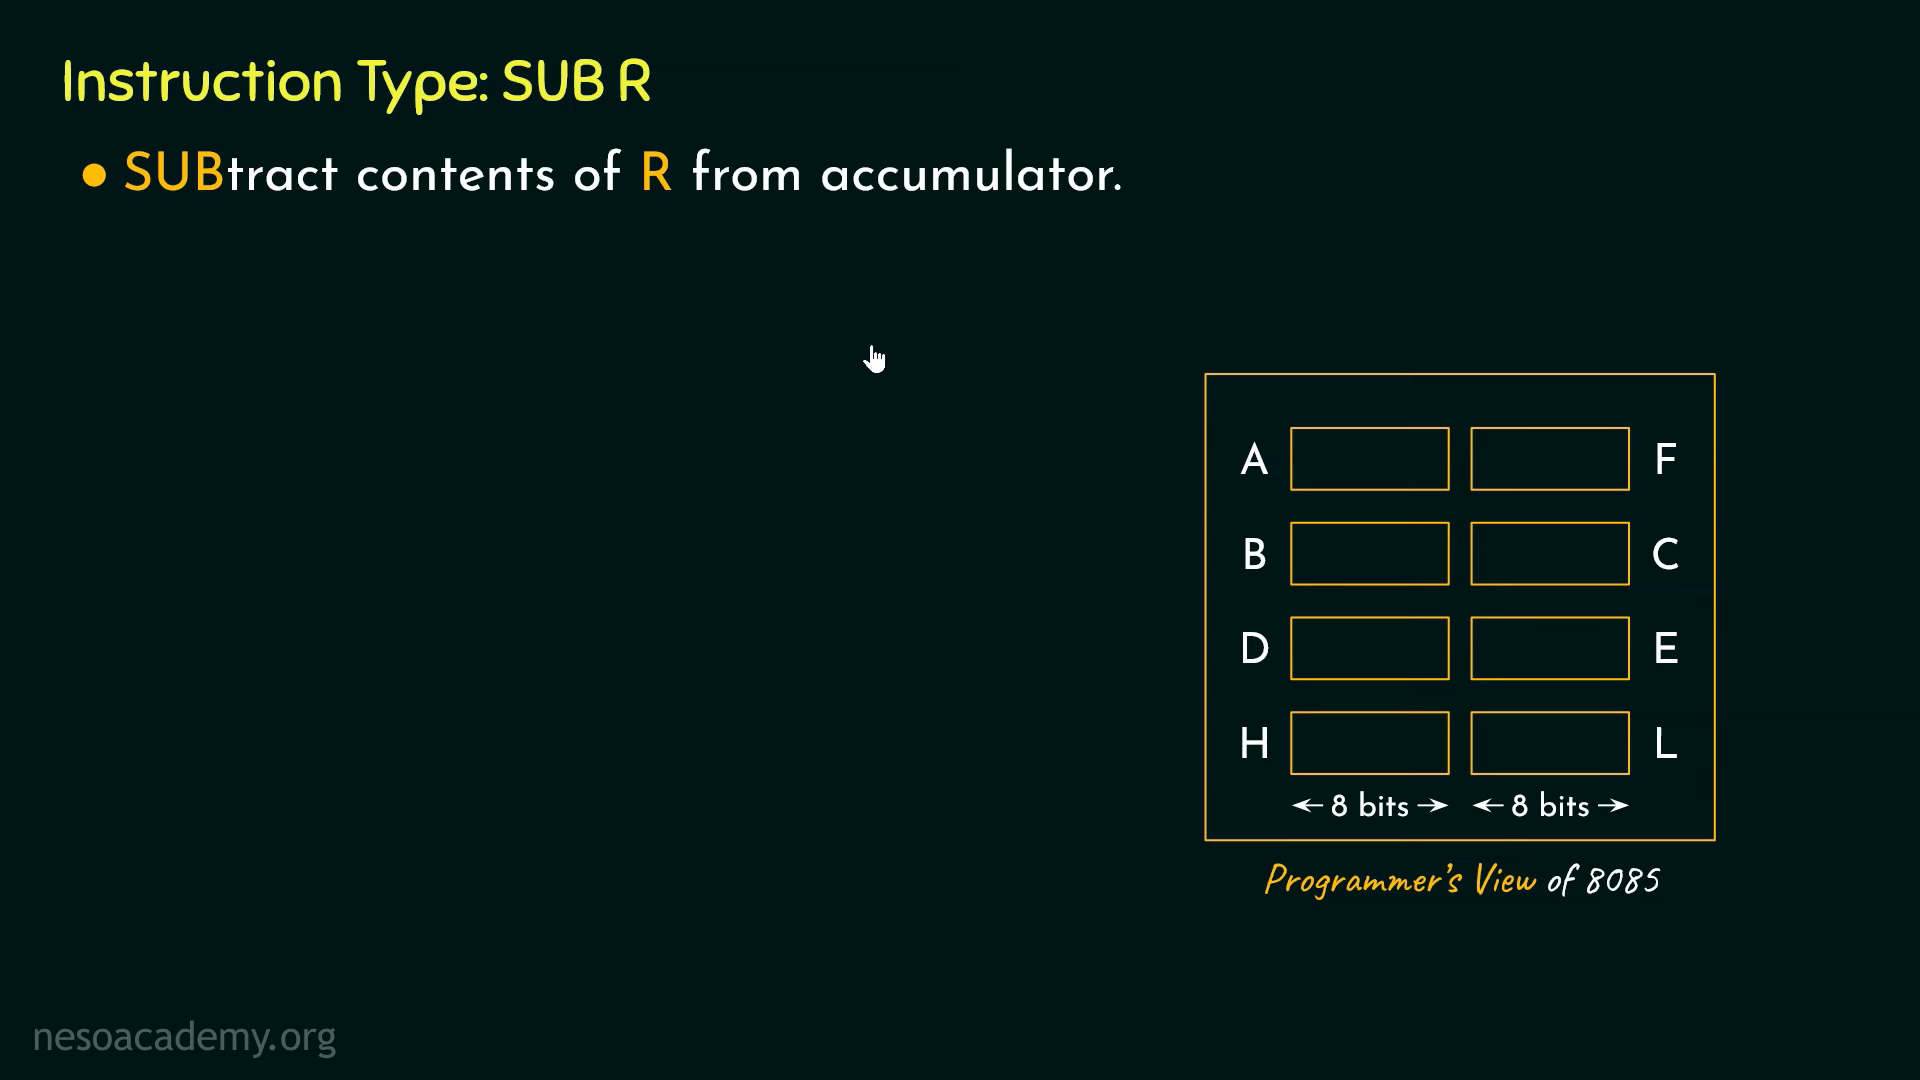 Instruction Type: SUB R
● SUBtract contents of R from accumulator.
A F
B C
D E
H L
← 8 bits → ← 8 bits →
Programmer's View of 8085
nesoacademy.org